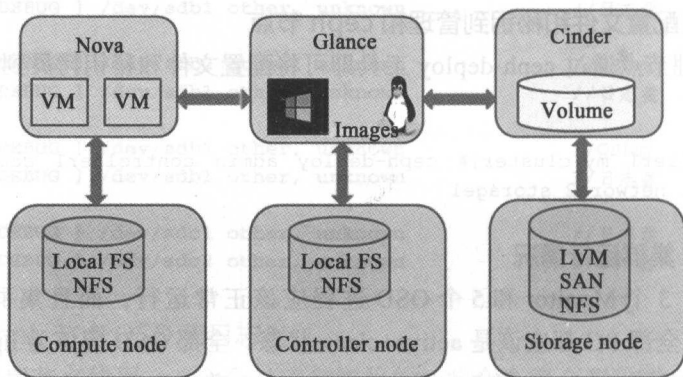 Nova
Glance
Cinder
VM VM
Images
Volume
Local FS
NFS
Compute node
Local FS
NFS
Controller node
LVM
SAN
NFS
Storage node